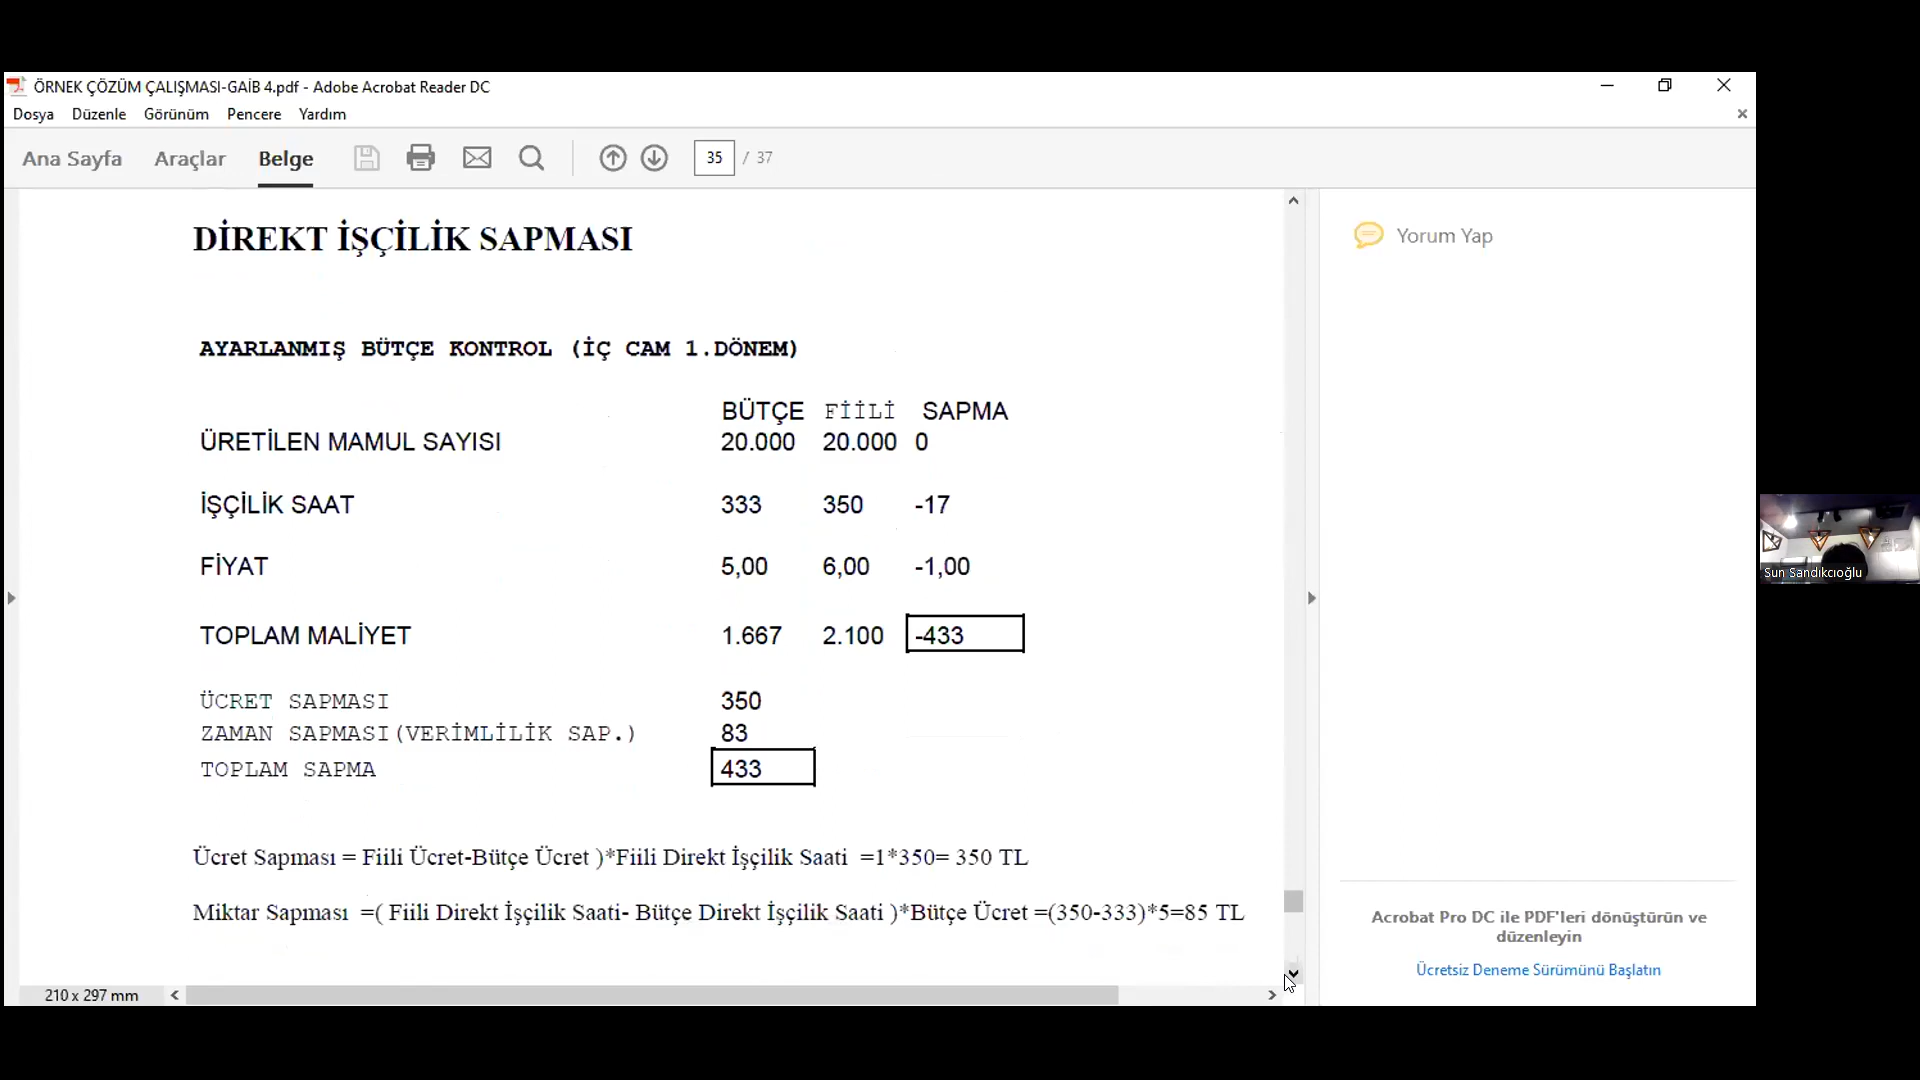 ÖRNEK ÇÖZÜM ÇALIŞMASI-GAİB 4.pdf - Adobe Acrobat Reader DC
Dosya Düzenle Görünüm Pencere Yardım
Ana Sayfa Araçlar Belge 35 / 37
DİREKT İŞÇİLİK SAPMASI
Yorum Yap
AYARLANMIŞ BÜTÇE KONTROL (İÇ CAM 1.DÖNEM)
BÜTÇE FİİLİ SAPMA
ÜRETİLEN MAMUL SAYISI 20.000 20.000 0
İŞÇİLİK SAAT 333 350 -17
FİYAT 5,00 6,00 -1,00
Sun Sandıkcıoğlu
TOPLAM MALİYET 1.667 2.100 -433
ÜCRET SAPMASI 350
ZAMAN SAPMASI(VERİMLİLİK SAP.) 83
TOPLAM SAPMA 433
Ücret Sapması = Fiili Ücret-Bütçe Ücret )*Fiili Direkt İşçilik Saati =1*350= 350 TL
Miktar Sapması =( Fiili Direkt İşçilik Saati- Bütçe Direkt İşçilik Saati )*Bütçe Ücret =(350-333)*5=85 TL
Acrobat Pro DC ile PDF'leri dönüştürün ve
düzenleyin
Ücretsiz Deneme Sürümünü Başlatın
210 x 297 mm